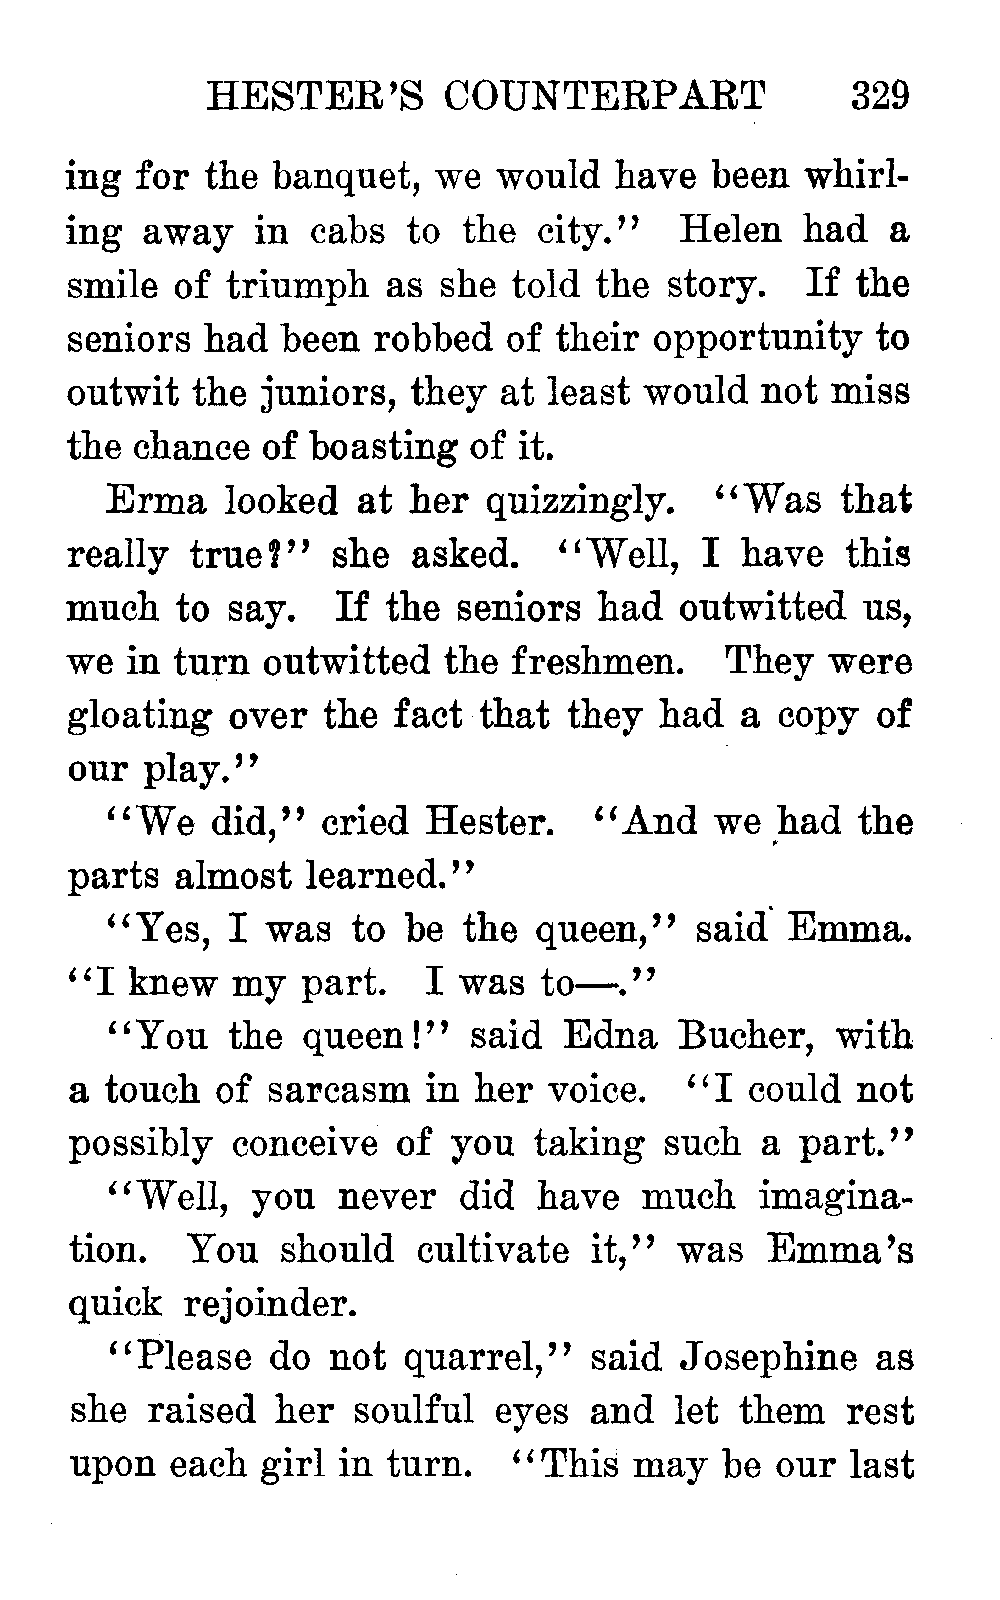 HESTER'S COUNTERPART 329
ing for the banquet, we would have been whirl-
ing away in cabs to the city." Helen had a
smile of triumph as she told the story. If the
seniors had been robbed of their opportunity to
outwit the juniors, they at least would not miss
the chance of boasting of it.
Erma looked at her quizzingly. "Was that
really true?" she asked. "Well, I have this
much to say. If the seniors had outwitted us,
we in turn outwitted the freshmen. They were
gloating over the fact that they had a copy of
our play."
"We did," cried Hester. "And we had the
parts almost learned."
"Yes, I was to be the queen," said Emma.
"I knew my part. I was to—."
"You the queen!" said Edna Bucher, with
a touch of sarcasm in her voice. "I could not
possibly conceive of you taking such a part."
"Well, you never did have much imagina-
tion. You should cultivate it," was Emma's
quick rejoinder.
"Please do not quarrel," said Josephine as
she raised her soulful eyes and let them rest
upon each girl in turn. "This may be our last